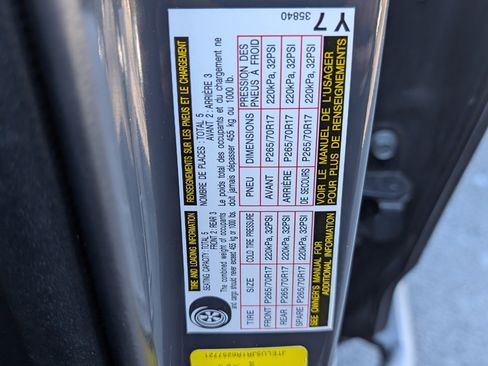 TIRE AND LOADING INFORMATION
SEATING CAPACITY: TOTAL 5
FRONT 2: REAR 3
The combined weight of occupants
and cargo should never exceed 455 kg or 1000 lbs.
TIRE SIZE COLD TIRE PRESSURE
FRONT P265/70R17 220kPa, 32PSI
REAR P265/70R17 220kPa, 32PSI
SPARE P265/70R17 220kPa, 32PSI
SEE OWNER'S MANUAL FOR
ADDITIONAL INFORMATION
RENSEIGNEMENTS SUR LES PNEUS ET LE CHARGEMENT
NOMBRE DE PLACES : TOTAL 5
AVANT 2 : ARRIÈRE 3
Le poids total des occupants et du chargement ne
doit jamais dépasser 455 kg ou 1000 lb.
PNEU DIMENSIONS PRESSION DES
PNEUS À FROID
AVANT P265/70R17 220kPa, 32PSI
ARRIÈRE P265/70R17 220kPa, 32PSI
DE SECOURS P265/70R17 220kPa, 32PSI
VOIR LE MANUEL DE L'USAGER
POUR PLUS DE RENSEIGNEMENTS
Y 7
35840